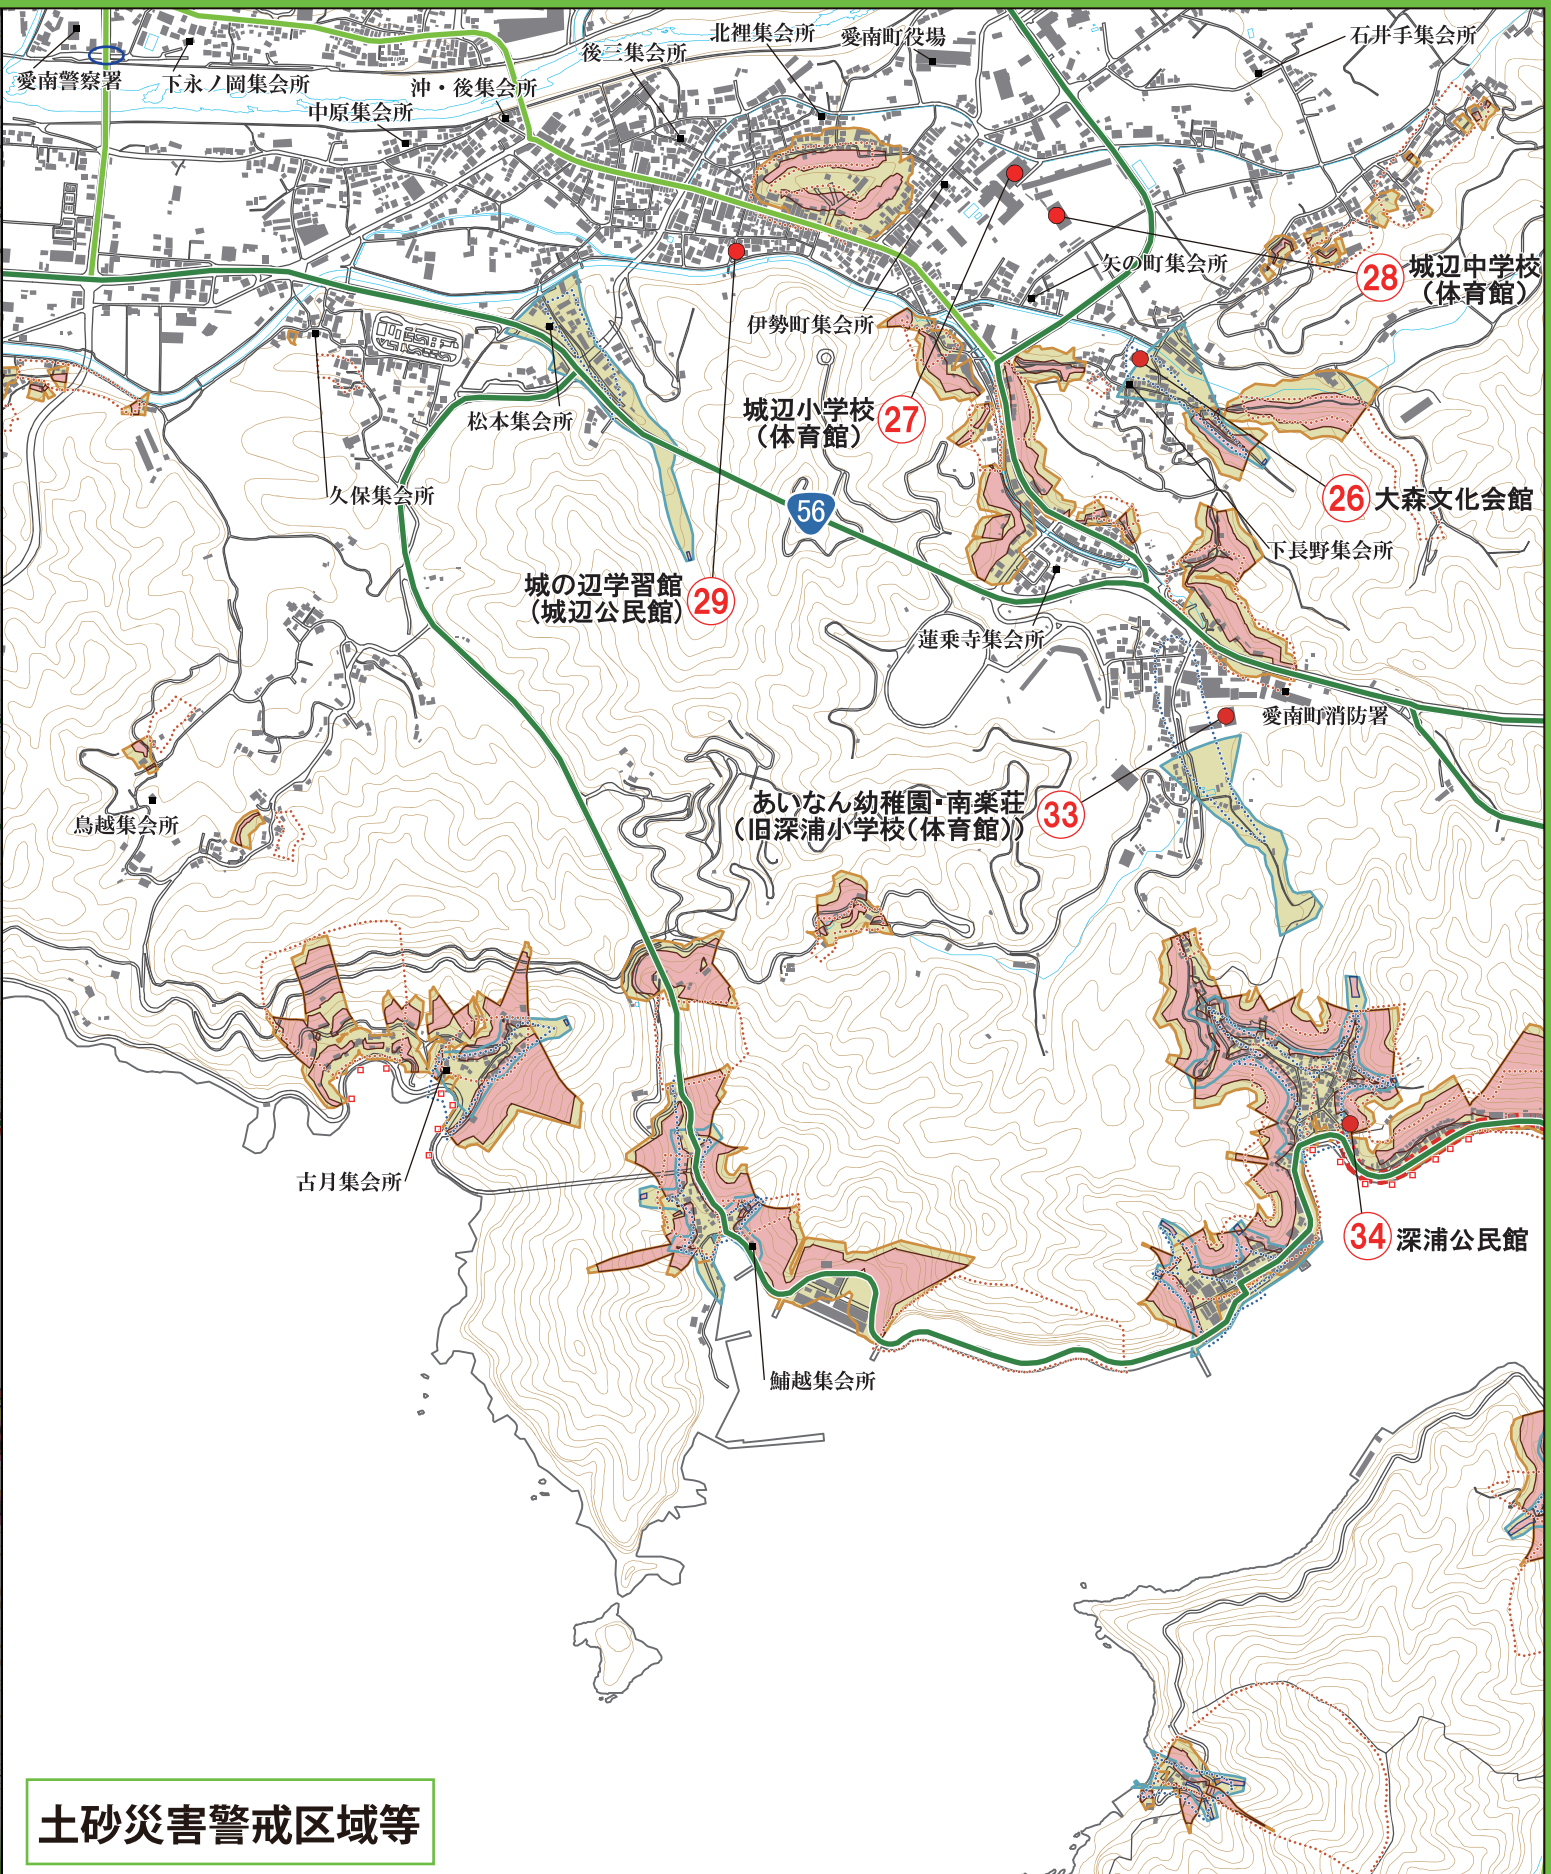 北裡集会所
愛南町役場
石井手集会所
後三集会所
愛南警察署
下永ノ岡集会所
沖・後集会所
中原集会所
矢の町集会所
28
城辺中学校
（体育館）
伊勢町集会所
城辺小学校
（体育館）
27
松本集会所
久保集会所
26
大森文化会館
56
下長野集会所
城の辺学習館
（城辺公民館）
29
蓮乗寺集会所
愛南町消防署
あいなん幼稚園・南楽荘
（旧深浦小学校（体育館））
33
鳥越集会所
古月集会所
34
深浦公民館
鯆越集会所
土砂災害警戒区域等